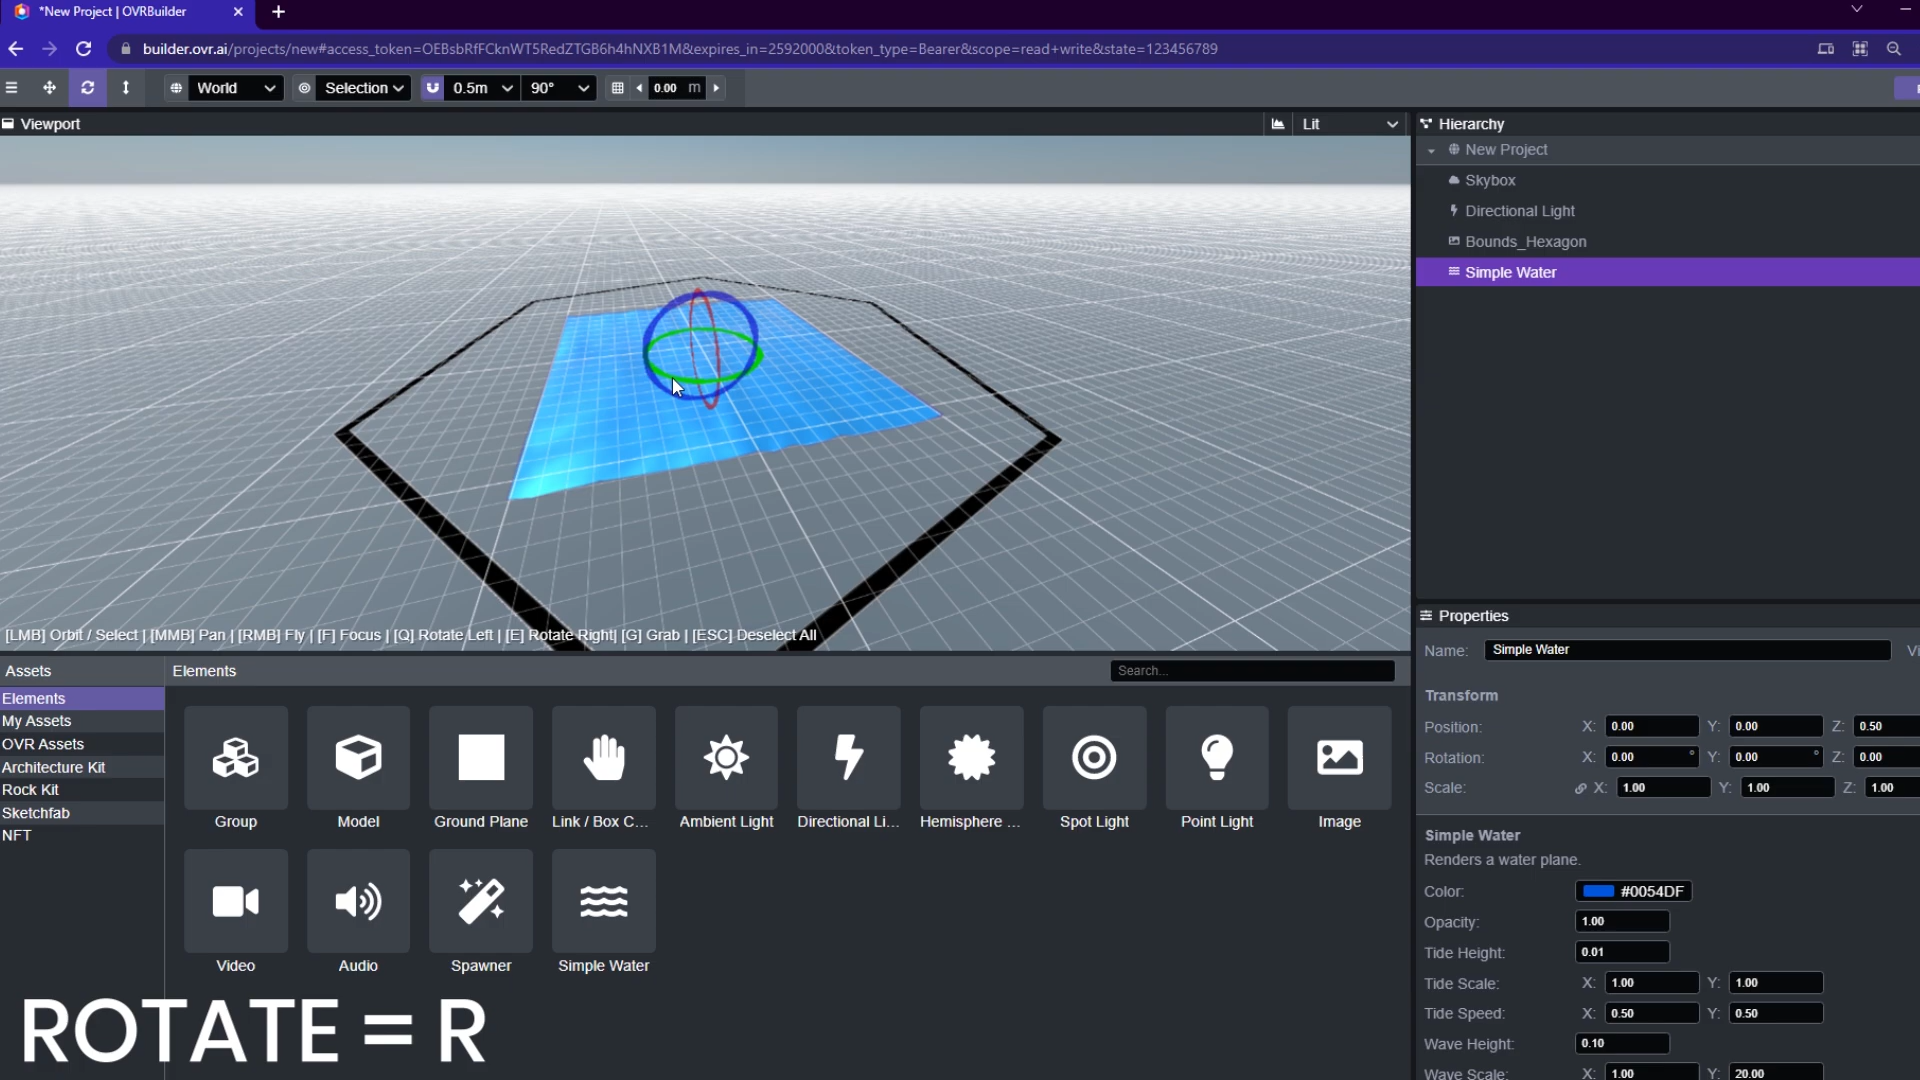 *New Project | OVRBuilder
builder.ovr.ai/projects/new#access_token=OEBsbRfFCknWT5RedZTGB6h4hNXB1M&expires_in=2592000&token_type=Bearer&scope=read+write&state=123456789
World Selection 0.5m 90° 0.00 m
Viewport
Lit
Hierarchy
New Project
Skybox
Directional Light
Bounds_Hexagon
Simple Water
[LMB] Orbit / Select | [MMB] Pan | [RMB] Fly | [F] Focus | [Q] Rotate Left | [E] Rotate Right| [G] Grab | [ESC] Deselect All
Assets
Elements
My Assets
OVR Assets
Architecture Kit
Rock Kit
Sketchfab
NFT
Elements
Search...
Group
Model
Ground Plane
Link / Box C...
Ambient Light
Directional Li...
Hemisphere ...
Spot Light
Point Light
Image
Video
Audio
Spawner
Simple Water
Properties
Name: Simple Water Vi
Transform
Position: X: 0.00 Y: 0.00 Z: 0.50
Rotation: X: 0.00 ° Y: 0.00 ° Z: 0.00
Scale: X: 1.00 Y: 1.00 Z: 1.00
Simple Water
Renders a water plane.
Color: #0054DF
Opacity: 1.00
Tide Height: 0.01
Tide Scale: X: 1.00 Y: 1.00
Tide Speed: X: 0.50 Y: 0.50
Wave Height: 0.10
Wave Scale: X: 1.00 Y: 20.00
ROTATE = R